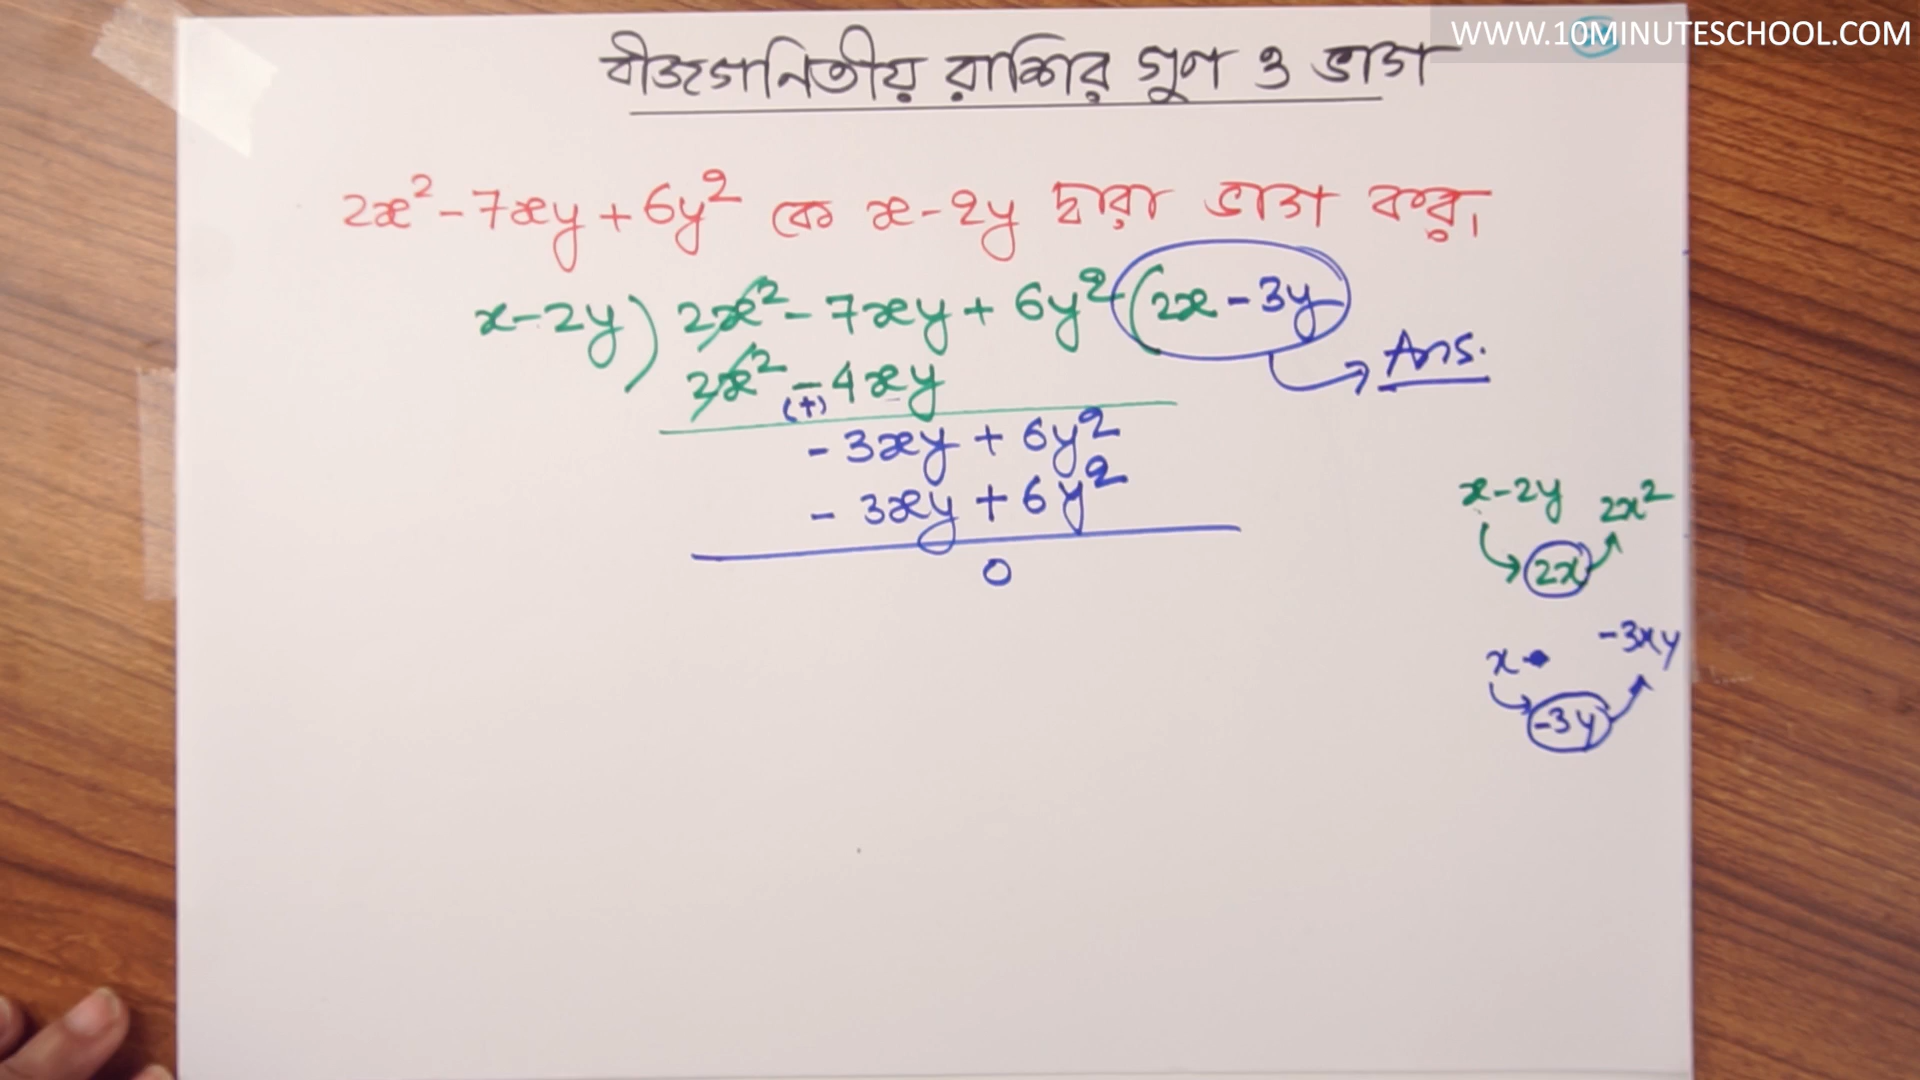 WWW.10MINUTESCHOOL.COM
বীজগনিতীয় রাশির গুণ ও ভাগ
2x² - 7xy + 6y² কে x - 2y দ্বারা ভাগ কর।
x - 2y ) 2x² - 7xy + 6y² ( 2x - 3y
Ans.
2x² - 4xy
(+)
- 3xy + 6y²
- 3xy + 6y²
0
x - 2y 2x²
2x
x - -3xy
-3y